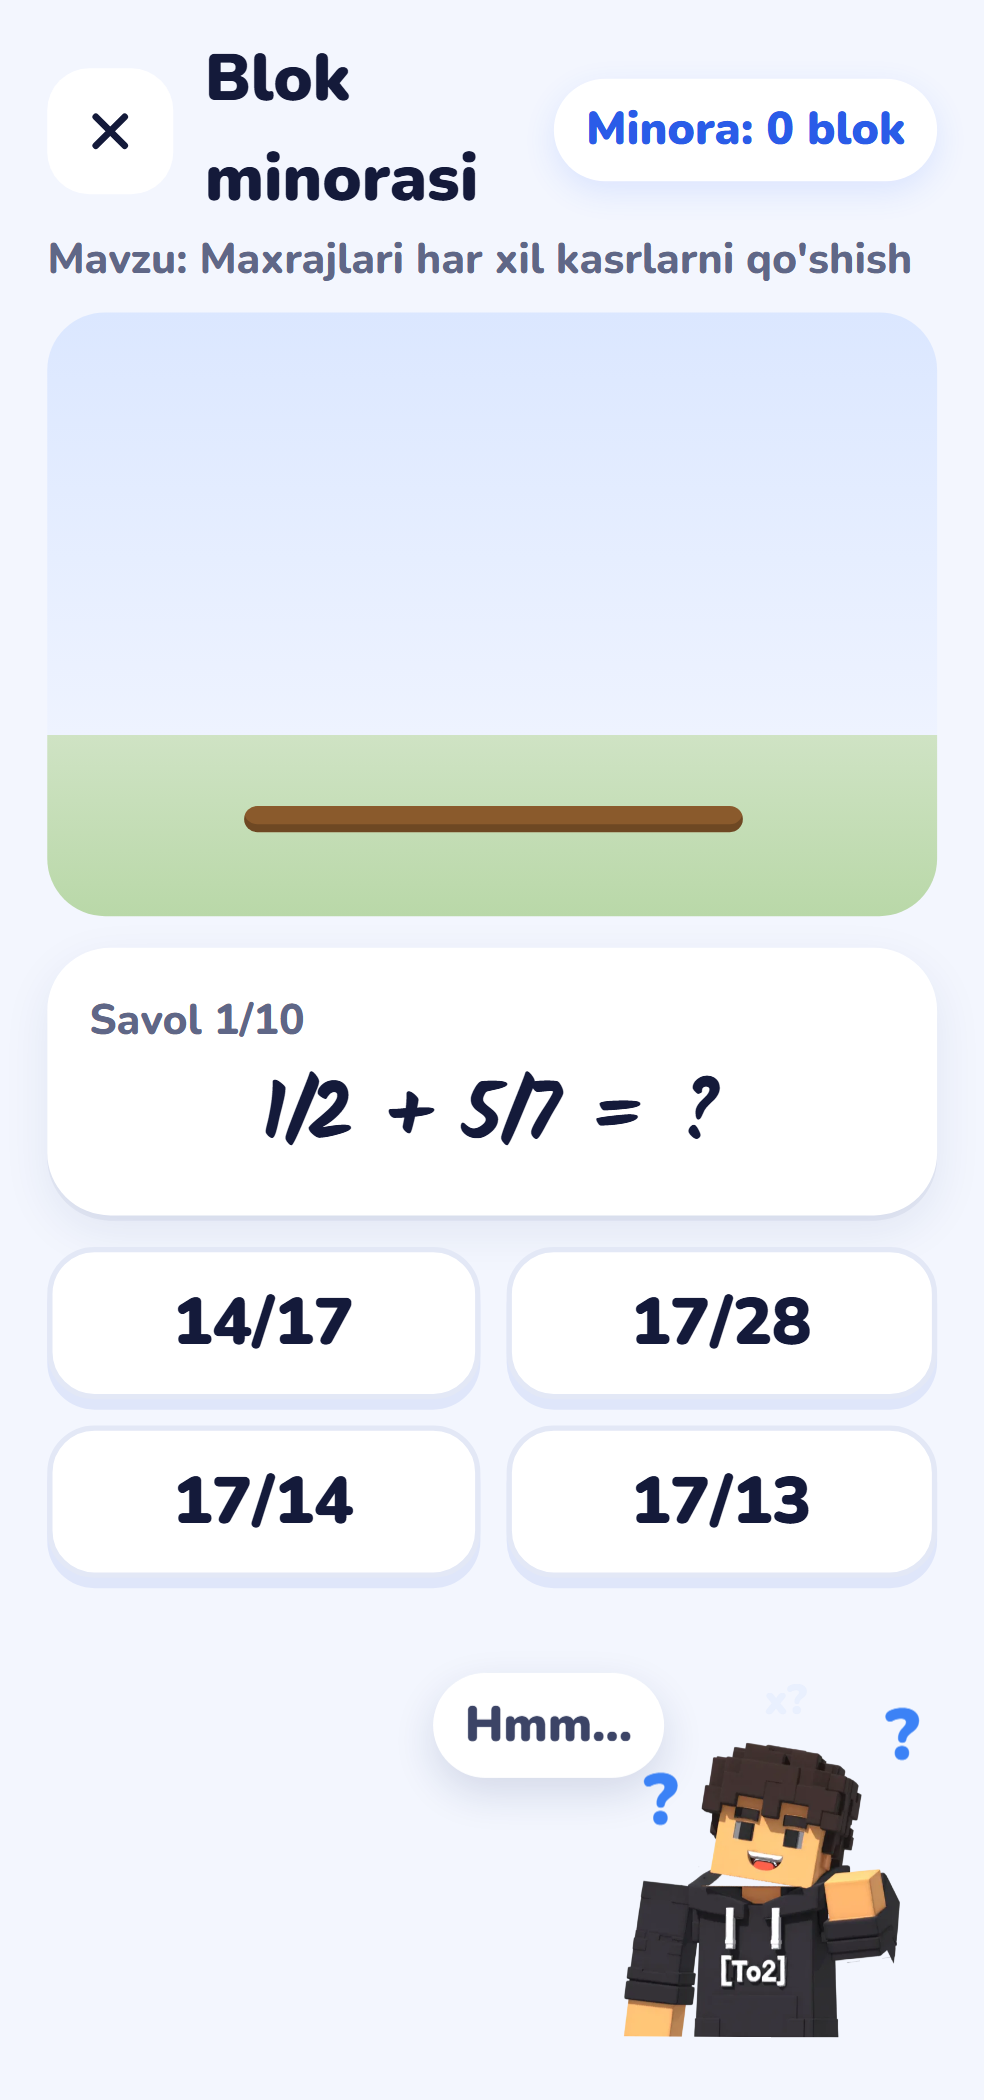 Blok
minorasi
Minora: 0 blok
Mavzu: Maxrajlari har xil kasrlarni qo'shish
Savol 1/10
1/2 + 5/7 = ?
14/17
17/28
17/14
17/13
Hmm...
x?
?
?
[To2]